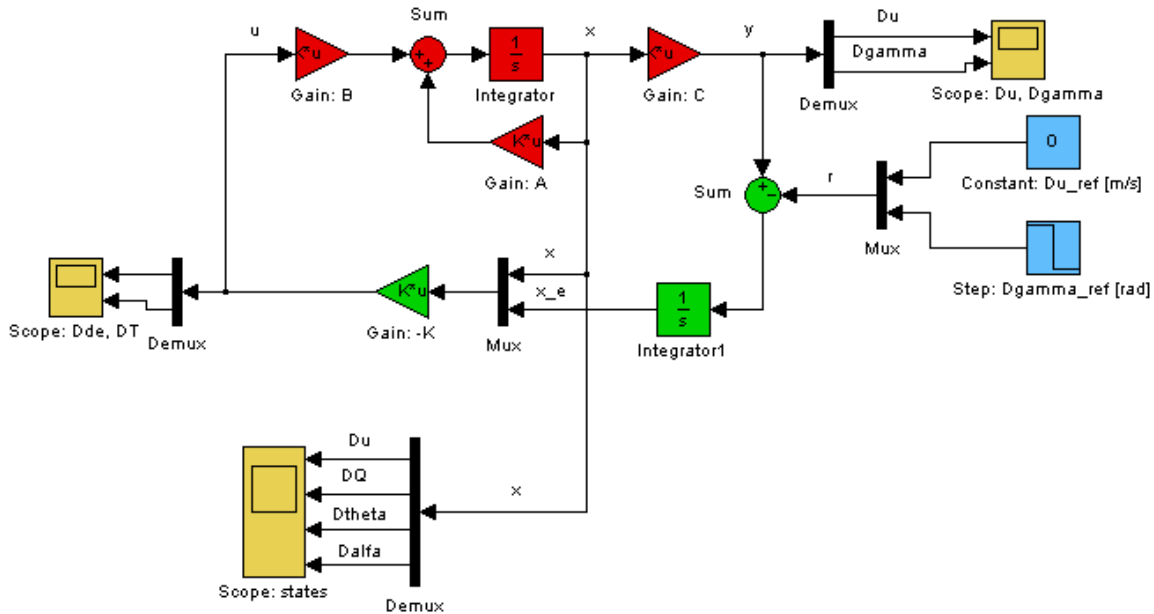 Sum
u
x
y
Du
Dgamma
K*u
+
+
1
s
K*u
Gain: B
Integrator
Gain: C
Demux
Scope: Du, Dgamma
K*u
Gain: A
0
Constant: Du_ref [m/s]
+
−
r
Sum
Mux
Step: Dgamma_ref [rad]
x
x_e
K*u
1
s
Scope: Dde, DT
Demux
Gain: -K
Mux
Integrator1
Du
DQ
Dtheta
Dalfa
x
Scope: states
Demux